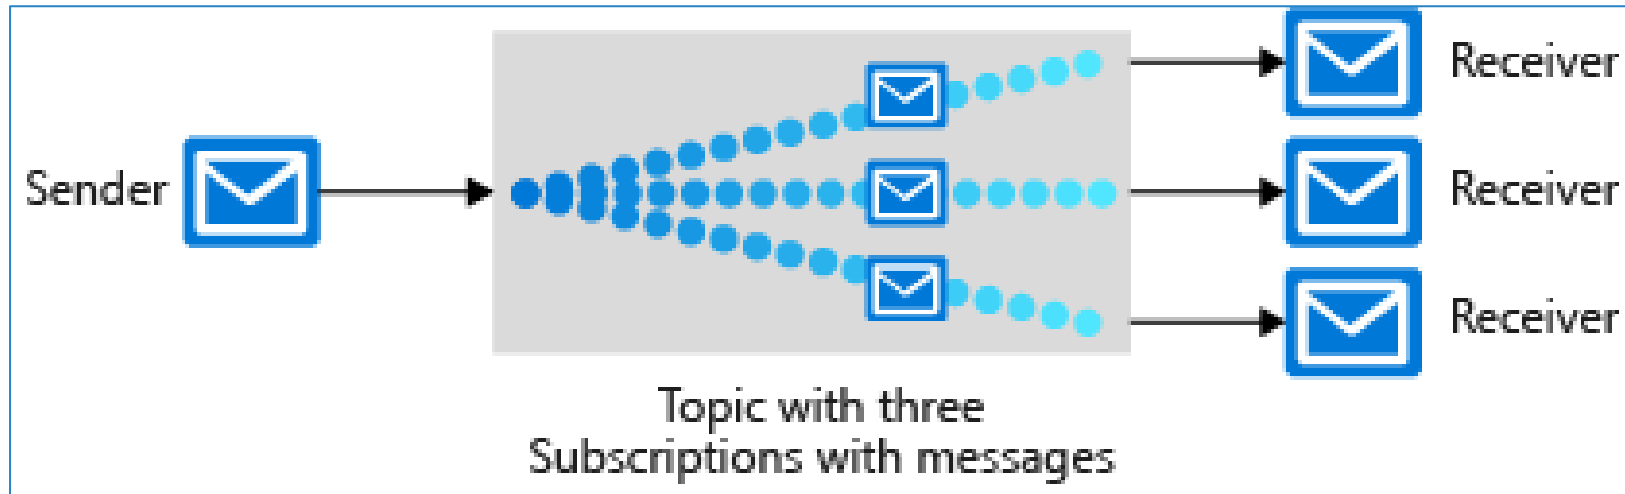 Sender
Receiver
Receiver
Receiver
Topic with three
Subscriptions with messages